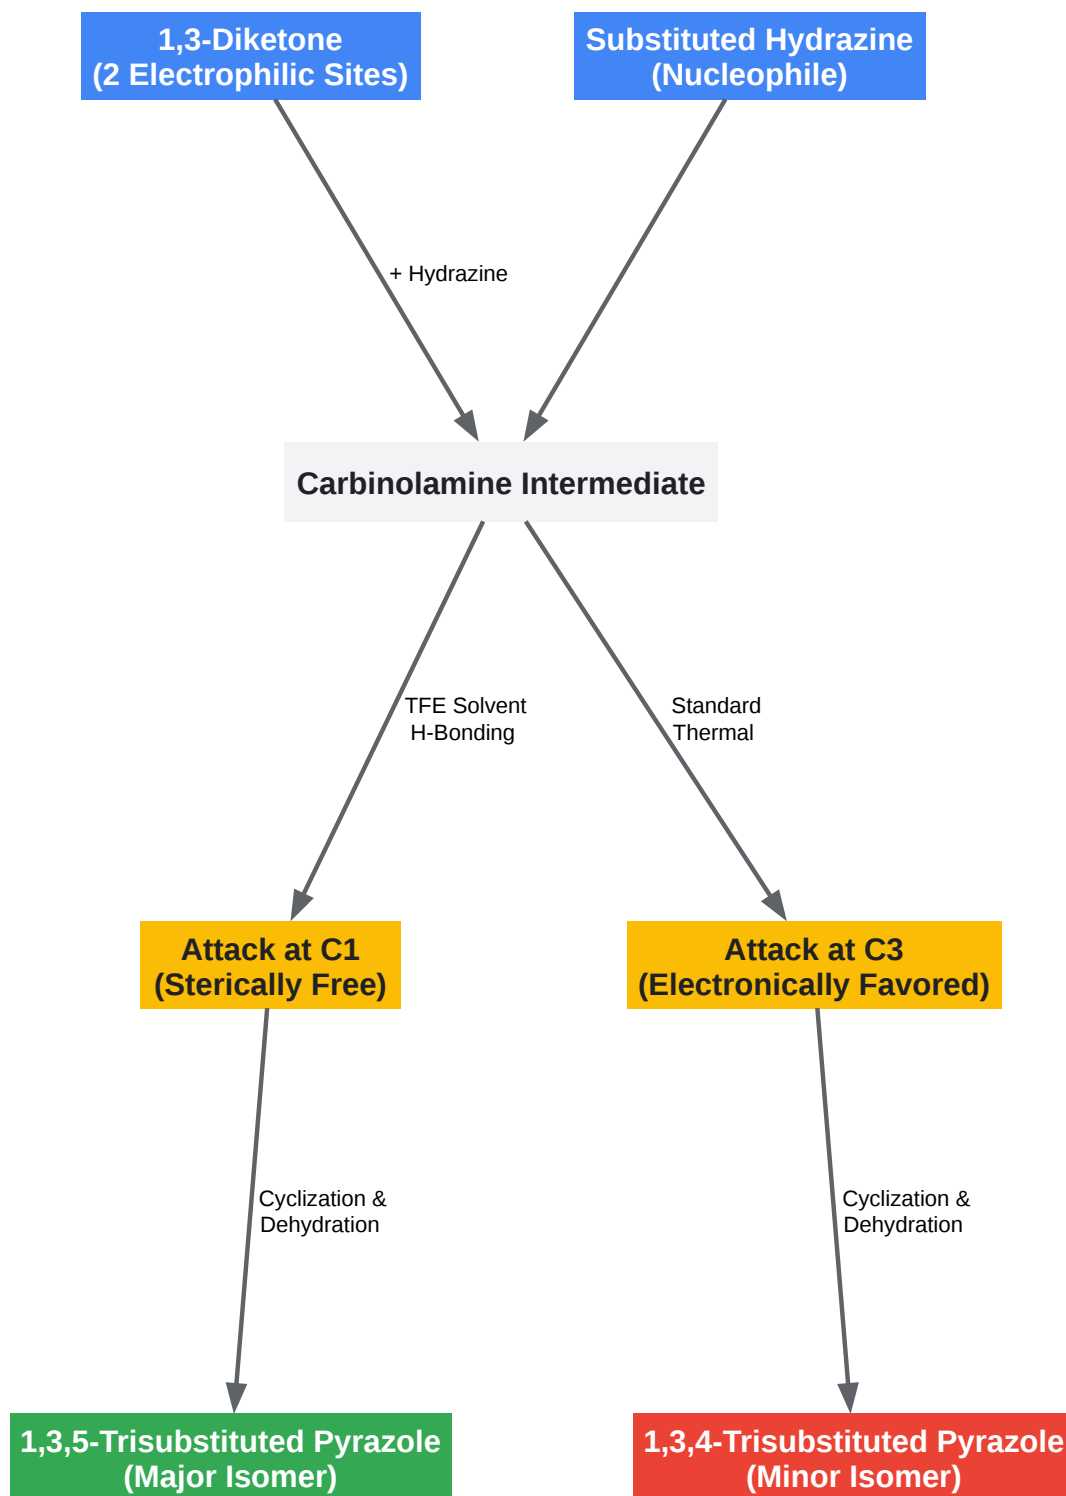 1,3-Diketone
(2 Electrophilic Sites)
Substituted Hydrazine
(Nucleophile)
+ Hydrazine
Carbinolamine Intermediate
TFE Solvent
H-Bonding
Standard
Thermal
Attack at C1
(Sterically Free)
Attack at C3
(Electronically Favored)
Cyclization &
Dehydration
Cyclization &
Dehydration
1,3,5-Trisubstituted Pyrazole
(Major Isomer)
1,3,4-Trisubstituted Pyrazole
(Minor Isomer)